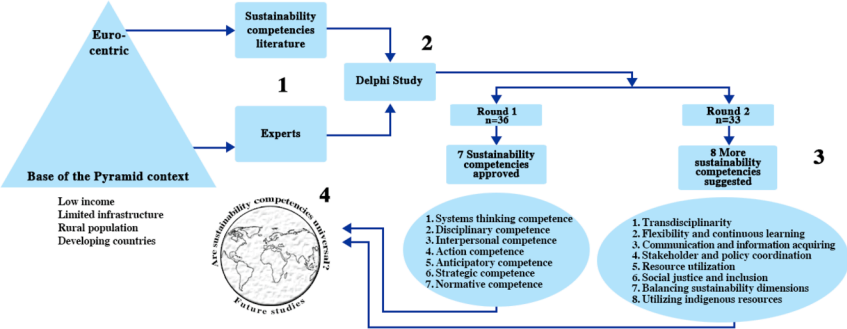 Euro-
centric
Base of the Pyramid context
Low income
Limited infrastructure
Rural population
Developing countries
Sustainability
competencies
literature
1
Experts
2
Delphi Study
Round 1
n=36
7 Sustainability
competencies
approved
1. Systems thinking competence
2. Disciplinary competence
3. Interpersonal competence
4. Action competence
5. Anticipatory competence
6. Strategic competence
7. Normative competence
Round 2
n=33
8 More
sustainability
competencies
suggested
3
1. Transdisciplinarity
2. Flexibility and continuous learning
3. Communication and information acquiring
4. Stakeholder and policy coordination
5. Resource utilization
6. Social justice and inclusion
7. Balancing sustainability dimensions
8. Utilizing indigenous resources
4
Are sustainability competencies universal?
Future studies